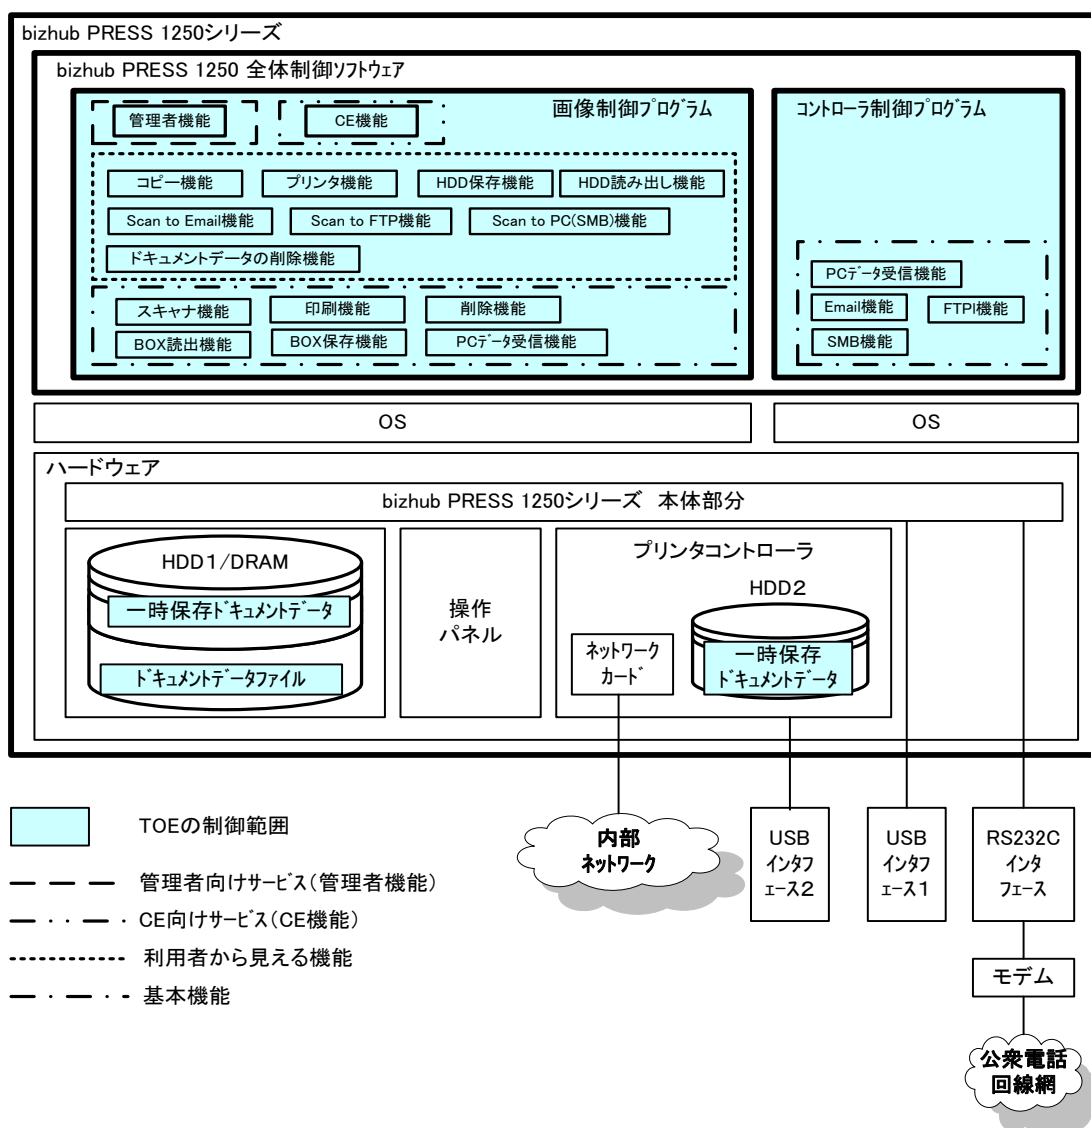 bizhub PRESS 1250シリーズ
bizhub PRESS 1250 全体制御ソフトウェア
管理者機能
CE機能
画像制御プログラム
コピー機能
プリンタ機能
HDD保存機能
HDD読み出し機能
Scan to Email機能
Scan to FTP機能
Scan to PC(SMB)機能
ドキュメントデータの削除機能
スキャナ機能
印刷機能
削除機能
BOX読出機能
BOX保存機能
PCデータ受信機能
コントローラ制御プログラム
PCデータ受信機能
Email機能
FTPI機能
SMB機能
OS
OS
ハードウェア
bizhub PRESS 1250シリーズ 本体部分
HDD1/DRAM
一時保存ドキュメントデータ
ドキュメントデータファイル
操作
パネル
プリンタコントローラ
HDD2
ネットワーク
カード
一時保存
ドキュメントデータ
内部
ネットワーク
USB
インタフ
ェース2
USB
インタフ
ェース1
RS232C
インタ
フェース
モデム
公衆電話
回線網
TOEの制御範囲
管理者向けサービス(管理者機能)
CE向けサービス(CE機能)
利用者から見える機能
基本機能